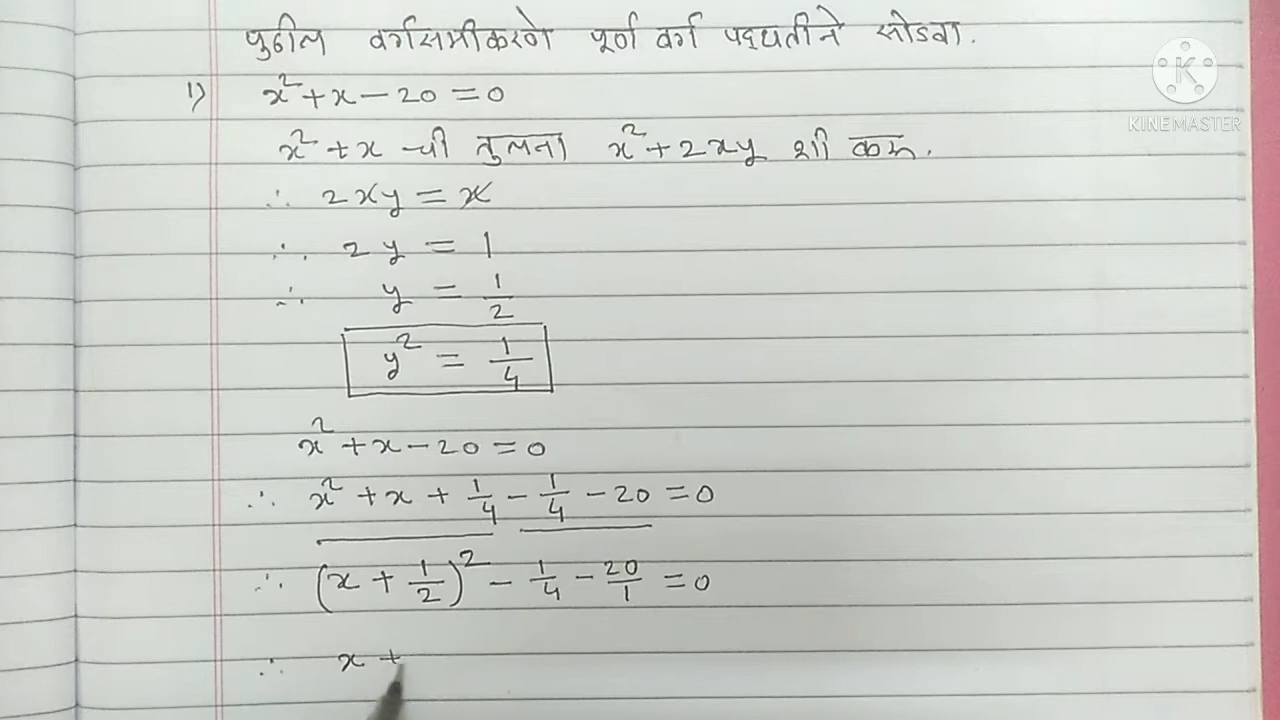 पुढील वर्गसमीकरणे पूर्ण वर्ग पद्धतीने सोडवा.
1) x² + x - 20 = 0
x² + x ची तुलना x² + 2xy शी करू.
∴ 2xy = x
∴ 2y = 1
∴ y = 1/2
y² = 1/4
x² + x - 20 = 0
∴ x² + x + 1/4 - 1/4 - 20 = 0
∴ (x + 1/2)² - 1/4 - 20/1 = 0
∴ x +
K
KINEMASTER